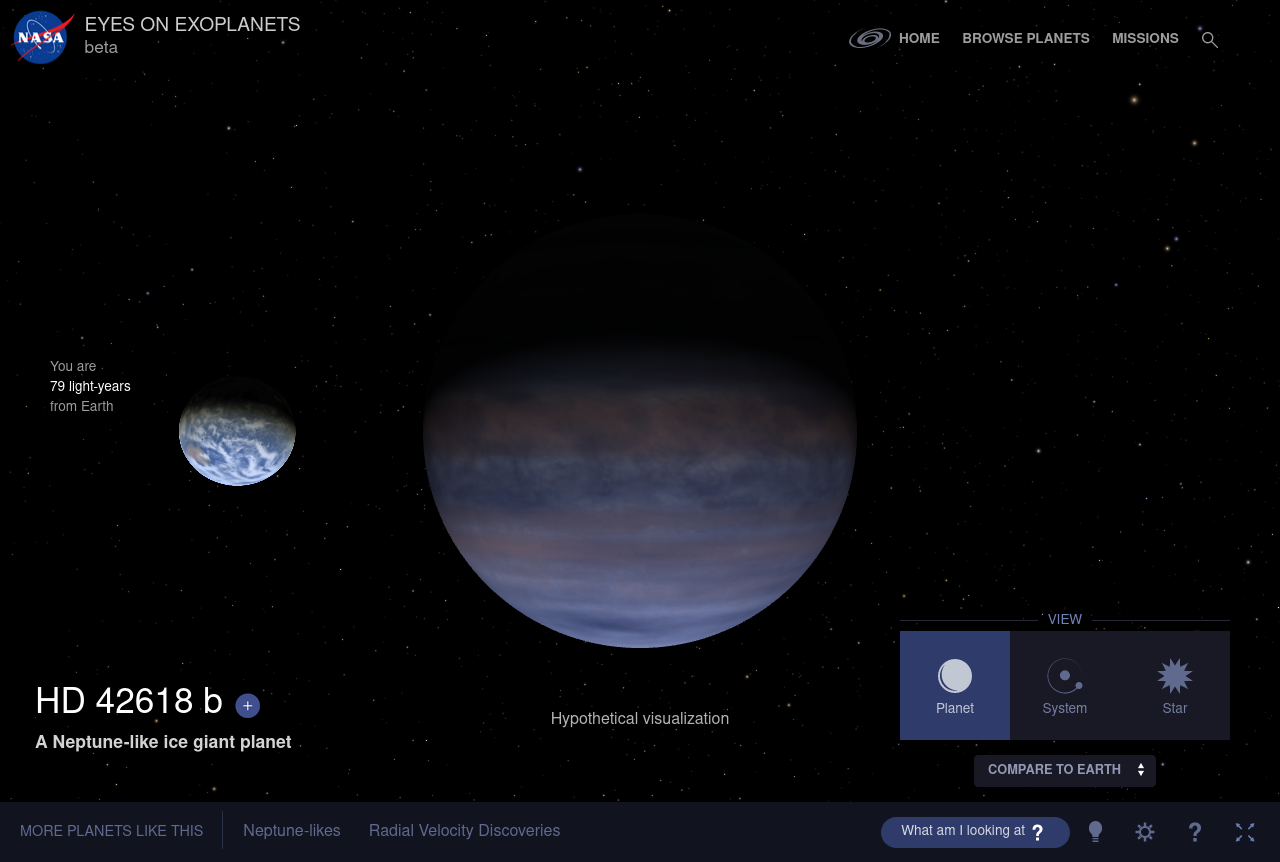 NASA
EYES ON EXOPLANETS
beta
HOME
BROWSE PLANETS
MISSIONS
You are
79 light-years
from Earth
HD 42618 b +
A Neptune-like ice giant planet
Hypothetical visualization
VIEW
Planet
System
Star
COMPARE TO EARTH
MORE PLANETS LIKE THIS
Neptune-likes
Radial Velocity Discoveries
What am I looking at ?
?